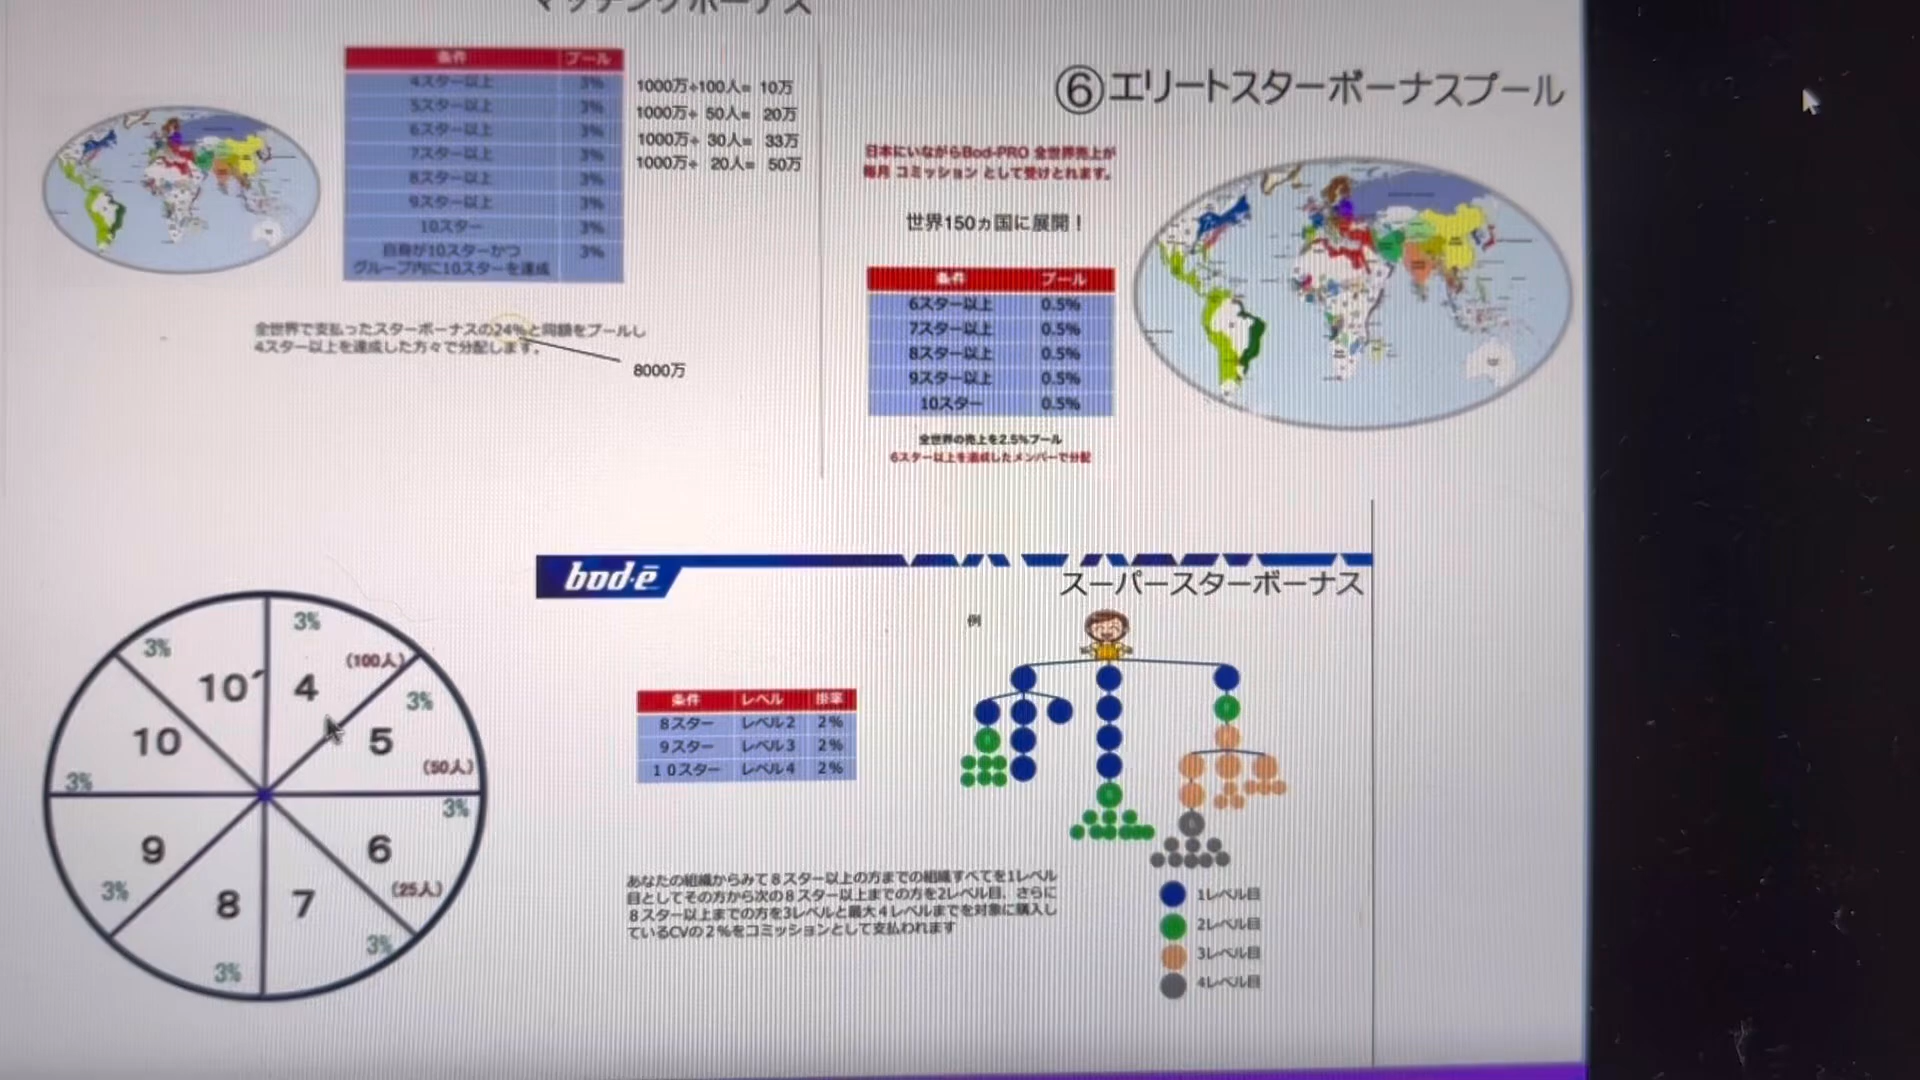 マッチングボーナス
条件 プール
4スター以上 3%
5スター以上 3%
6スター以上 3%
7スター以上 3%
8スター以上 3%
9スター以上 3%
10スター 3%
自身が10スターかつ
グループ内に10スターを達成 3%
1000万÷100人= 10万
1000万÷ 50人= 20万
1000万÷ 30人= 33万
1000万÷ 20人= 50万
全世界で支払ったスターボーナスの24%と同額をプールし
4スター以上を達成した方々で分配します。
8000万
⑥エリートスターボーナスプール
日本にいながらBod-PRO 全世界売上が
毎月 コミッション として受けとれます。
世界150ヵ国に展開！
条件 プール
6スター以上 0.5%
7スター以上 0.5%
8スター以上 0.5%
9スター以上 0.5%
10スター 0.5%
全世界の売上を2.5%プール
6スター以上を達成したメンバーで分配
3%
4
(100人)
3%
5
(50人)
3%
6
(25人)
3%
7
3%
8
3%
9
3%
10
3%
10´
bod·ē
スーパースターボーナス
例
条件 レベル 掛率
8スター レベル2 2%
9スター レベル3 2%
10スター レベル4 2%
あなたの組織からみて8スター以上の方までの組織すべてを1レベル
目としてその方から次の8スター以上までの方を2レベル目、さらに
8スター以上までの方を3レベルと最大4レベルまでを対象に購入し
ているCVの2%をコミッションとして支払われます
1レベル目
2レベル目
3レベル目
4レベル目